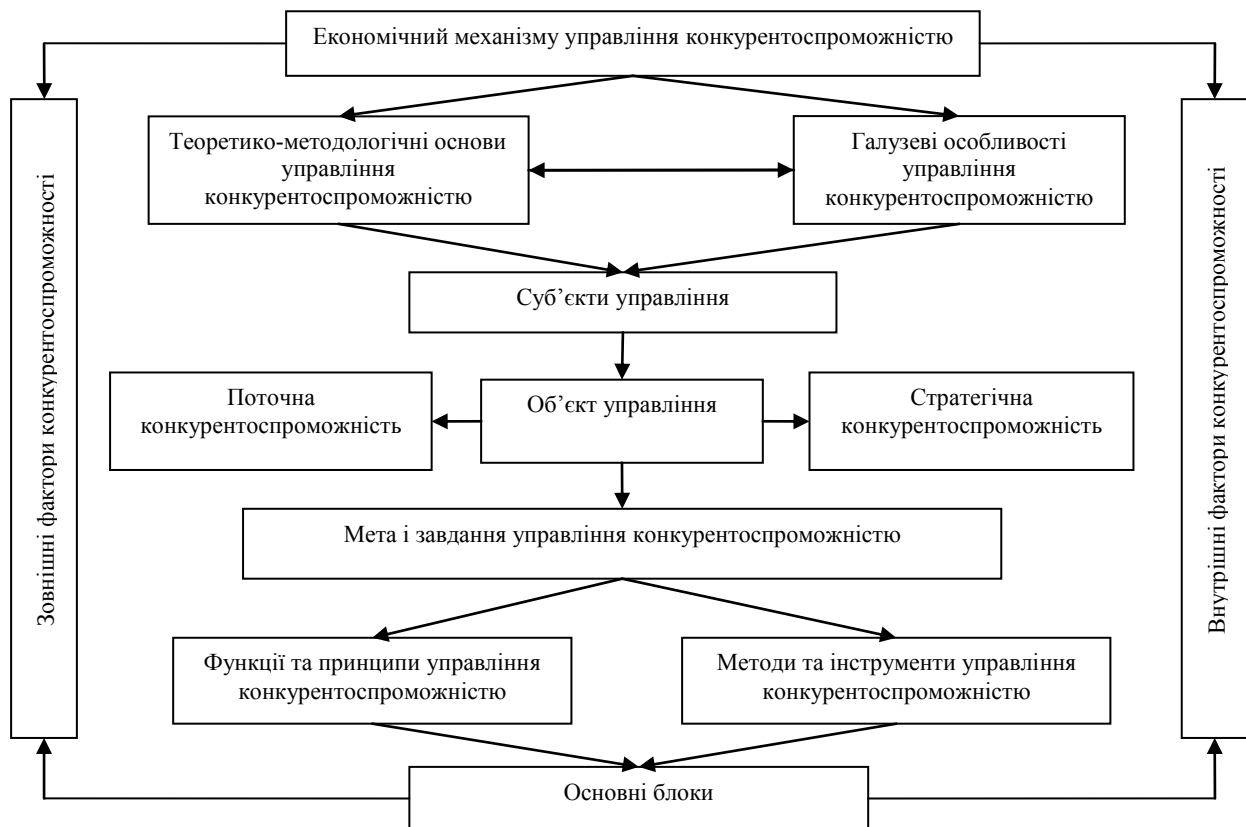 Економічний механізму управління конкурентоспроможністю
Зовнішні фактори конкурентоспроможності
Внутрішні фактори конкурентоспроможності
Теоретико-методологічні основи
управління
конкурентоспроможністю
Галузеві особливості
управління
конкурентоспроможністю
Суб’єкти управління
Поточна
конкурентоспроможність
Об’єкт управління
Стратегічна
конкурентоспроможність
Мета і завдання управління конкурентоспроможністю
Функції та принципи управління
конкурентоспроможністю
Методи та інструменти управління
конкурентоспроможністю
Основні блоки